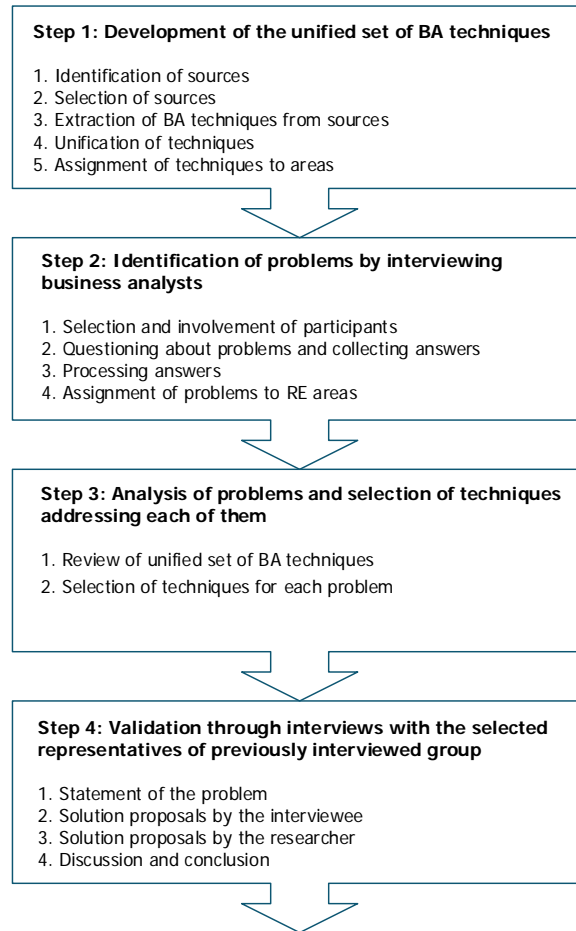 Step 1: Development of the unified set of BA techniques
1. Identification of sources
2. Selection of sources
3. Extraction of BA techniques from sources
4. Unification of techniques
5. Assignment of techniques to areas
Step 2: Identification of problems by interviewing
business analysts
1. Selection and involvement of participants
2. Questioning about problems and collecting answers
3. Processing answers
4. Assignment of problems to RE areas
Step 3: Analysis of problems and selection of techniques
addressing each of them
1. Review of unified set of BA techniques
2. Selection of techniques for each problem
Step 4: Validation through interviews with the selected
representatives of previously interviewed group
1. Statement of the problem
2. Solution proposals by the interviewee
3. Solution proposals by the researcher
4. Discussion and conclusion